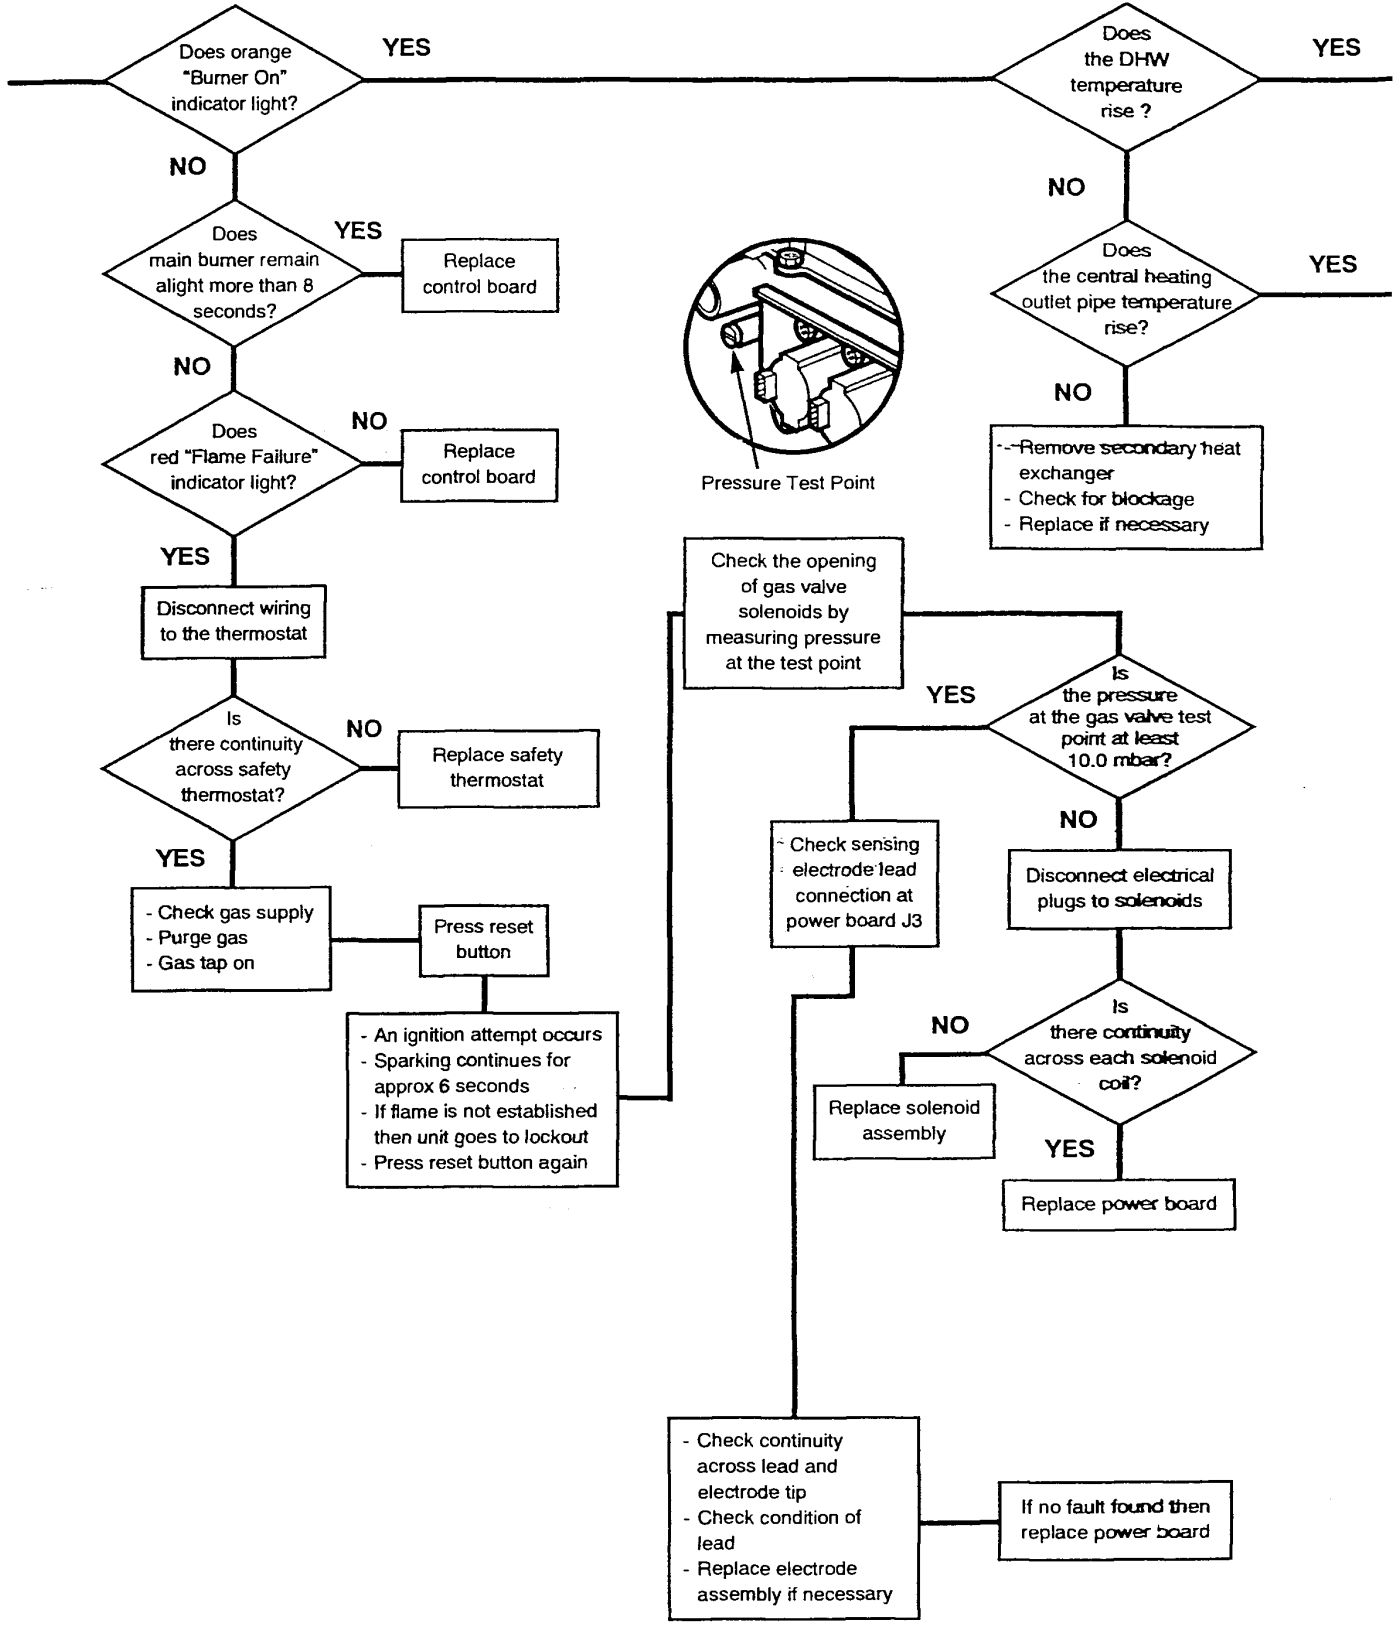 Does orange
"Burner On"
indicator light?
YES
Does
the DHW
temperature
rise ?
YES
NO
Does
main burner remain
alight more than 8
seconds?
YES
Replace
control board
NO
Does
the central heating
outlet pipe temperature
rise?
YES
NO
Does
red "Flame Failure"
indicator light?
NO
Replace
control board
Pressure Test Point
NO
- Remove secondary heat
exchanger
- Check for blockage
- Replace if necessary
YES
Disconnect wiring
to the thermostat
Is
there continuity
across safety
thermostat?
NO
Replace safety
thermostat
YES
- Check gas supply
- Purge gas
- Gas tap on
Press reset
button
- An ignition attempt occurs
- Sparking continues for
approx 6 seconds
- If flame is not established
then unit goes to lockout
- Press reset button again
Check the opening
of gas valve
solenoids by
measuring pressure
at the test point
Is
the pressure
at the gas valve test
point at least
10.0 mbar?
YES
- Check sensing
electrode lead
connection at
power board J3
NO
Disconnect electrical
plugs to solenoids
Is
there continuity
across each solenoid
coil?
NO
Replace solenoid
assembly
YES
Replace power board
- Check continuity
across lead and
electrode tip
- Check condition of
lead
- Replace electrode
assembly if necessary
If no fault found then
replace power board